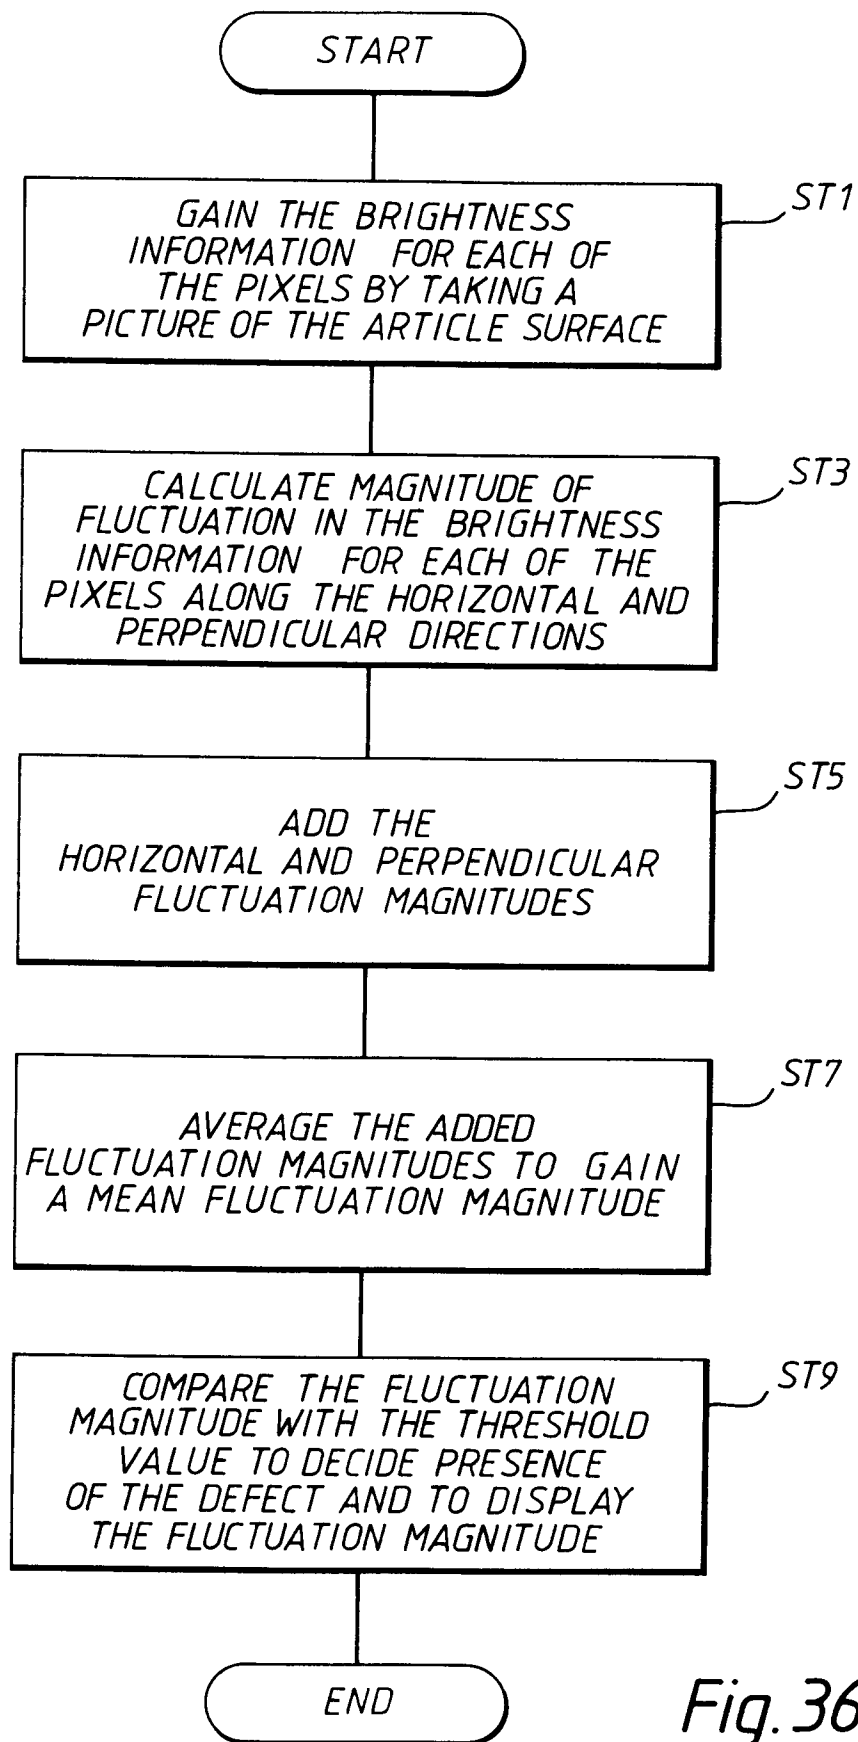 START
ST1
GAIN THE BRIGHTNESS
INFORMATION FOR EACH OF
THE PIXELS BY TAKING A
PICTURE OF THE ARTICLE SURFACE
ST3
CALCULATE MAGNITUDE OF
FLUCTUATION IN THE BRIGHTNESS
INFORMATION FOR EACH OF THE
PIXELS ALONG THE HORIZONTAL AND
PERPENDICULAR DIRECTIONS
ST5
ADD THE
HORIZONTAL AND PERPENDICULAR
FLUCTUATION MAGNITUDES
ST7
AVERAGE THE ADDED
FLUCTUATION MAGNITUDES TO GAIN
A MEAN FLUCTUATION MAGNITUDE
ST9
COMPARE THE FLUCTUATION
MAGNITUDE WITH THE THRESHOLD
VALUE TO DECIDE PRESENCE
OF THE DEFECT AND TO DISPLAY
THE FLUCTUATION MAGNITUDE
END
Fig. 36